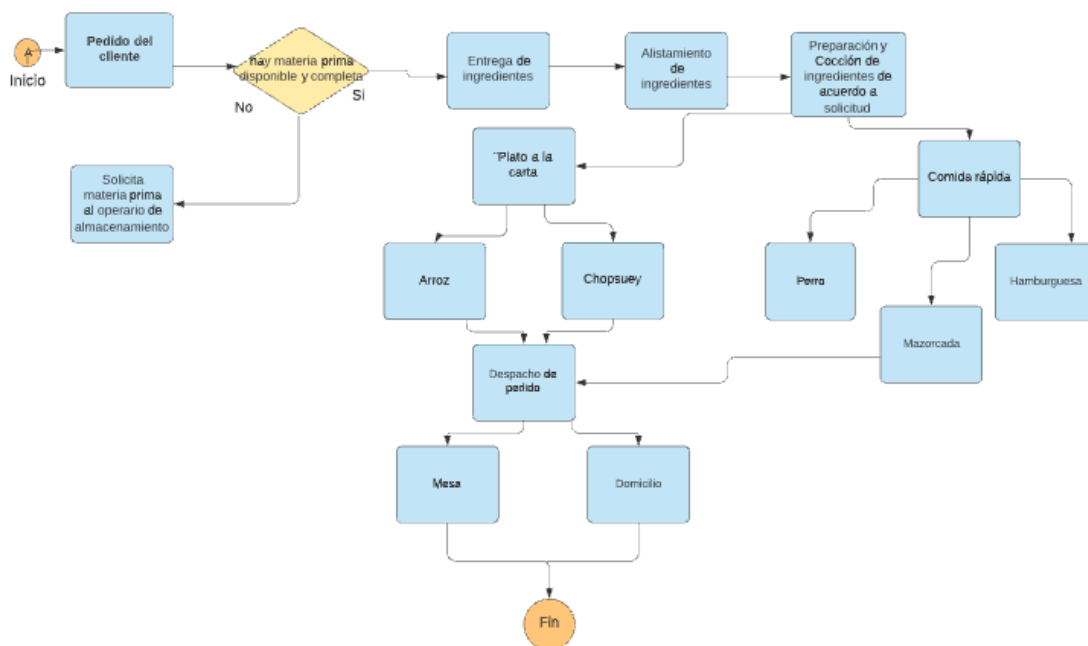 A
Inicio
Pedido del
cliente
hay materia prima
disponible y completa
No
Si
Entrega de
ingredientes
Alistamiento
de
ingredientes
Preparación y
Cocción de
ingredientes de
acuerdo a
solicitud
Solicita
materia prima
al operario de
almacenamiento
¨Plato a la
carta
Comida rápida
Arroz
Chopsuey
Perro
Hamburguesa
Mazorcada
Despacho de
pedido
Mesa
Domicilio
Fin